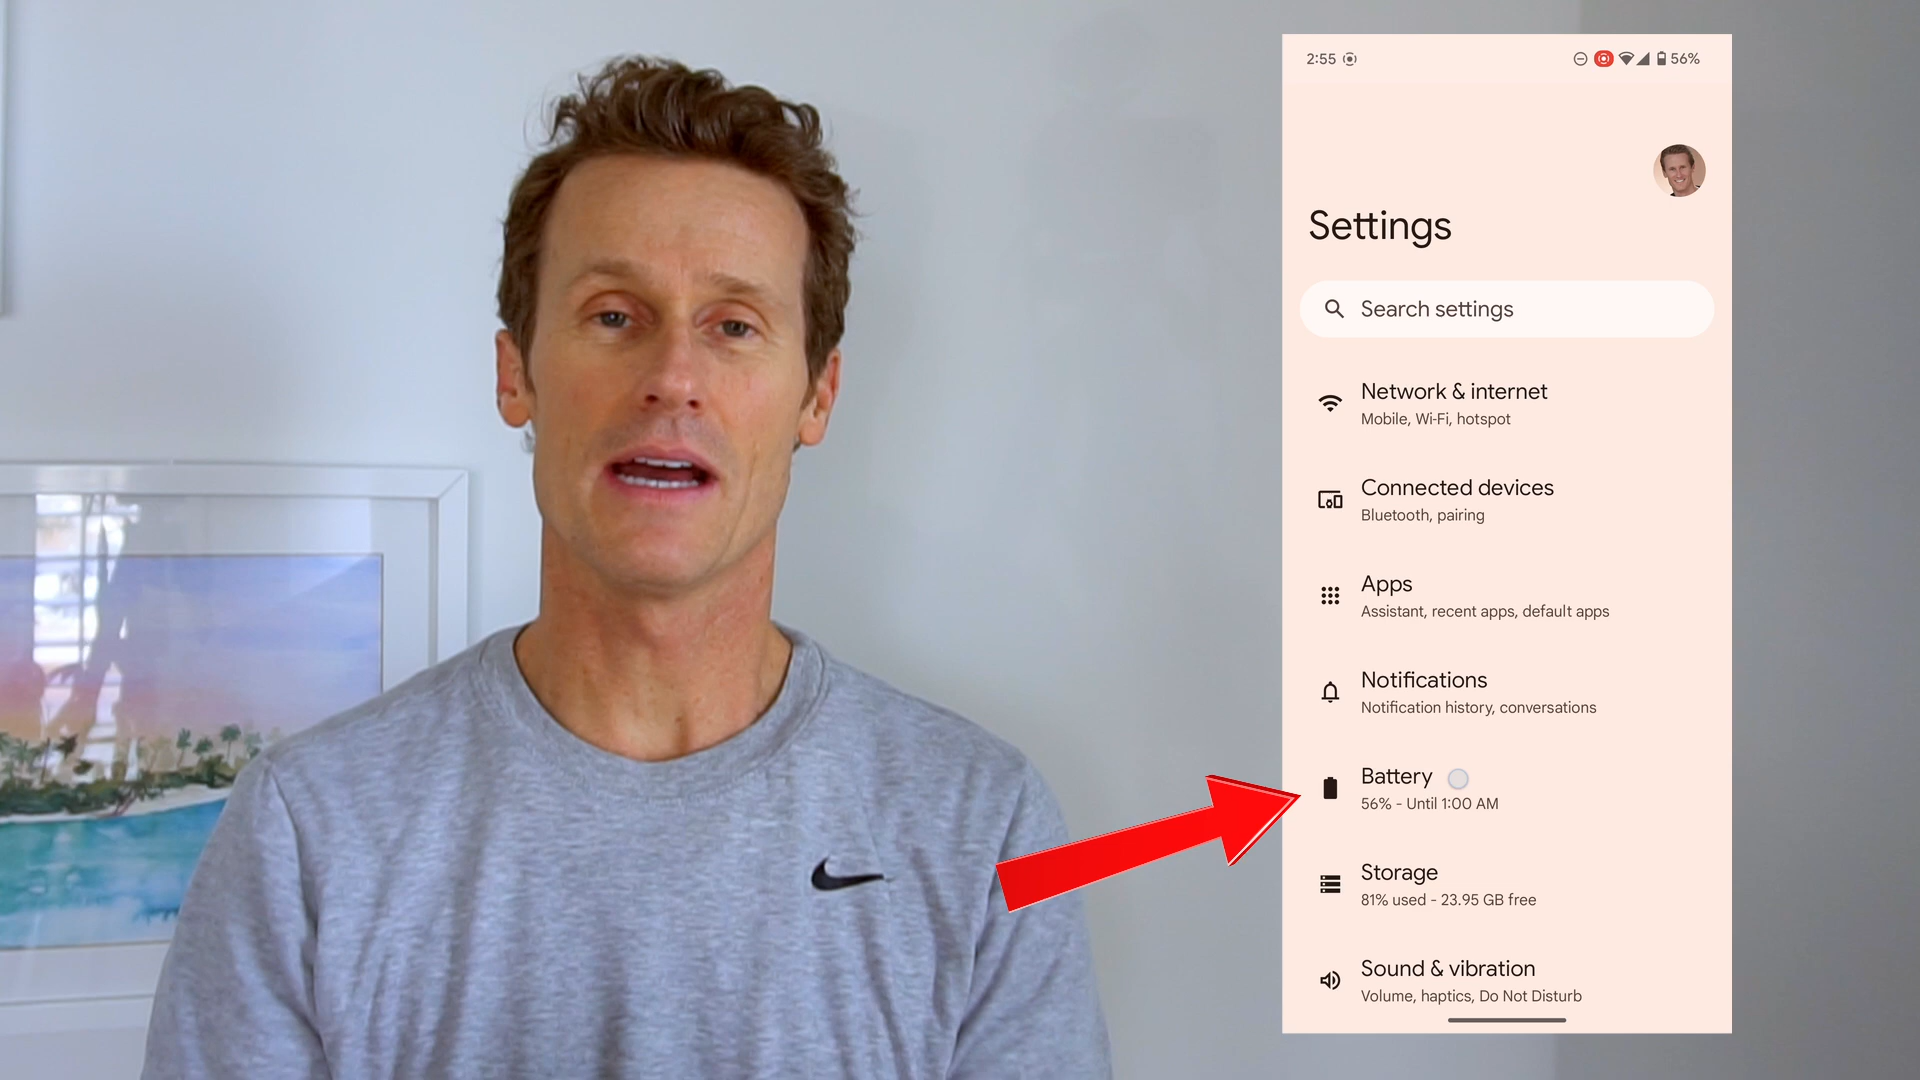 2:55 56%
Settings
Search settings
Network & internet
Mobile, Wi-Fi, hotspot
Connected devices
Bluetooth, pairing
Apps
Assistant, recent apps, default apps
Notifications
Notification history, conversations
Battery
56% - Until 1:00 AM
Storage
81% used - 23.95 GB free
Sound & vibration
Volume, haptics, Do Not Disturb